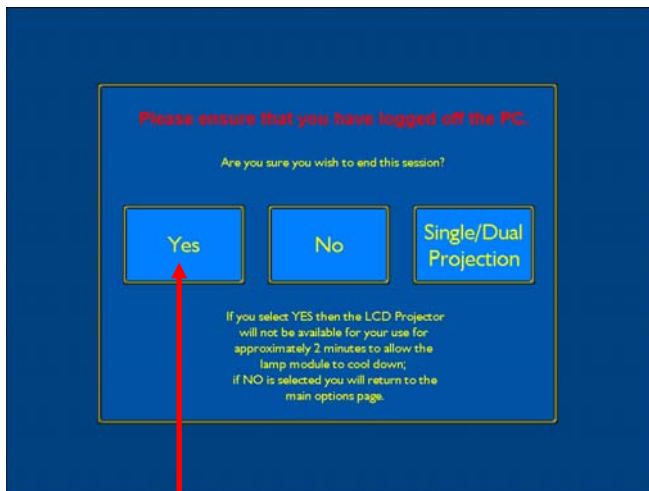 Please ensure that you have logged off the PC.
Are you sure you wish to end this session?
Yes
No
Single/Dual
Projection
If you select YES then the LCD Projector
will not be available for your use for
approximately 2 minutes to allow the
lamp module to cool down;
if NO is selected you will return to the
main options page.